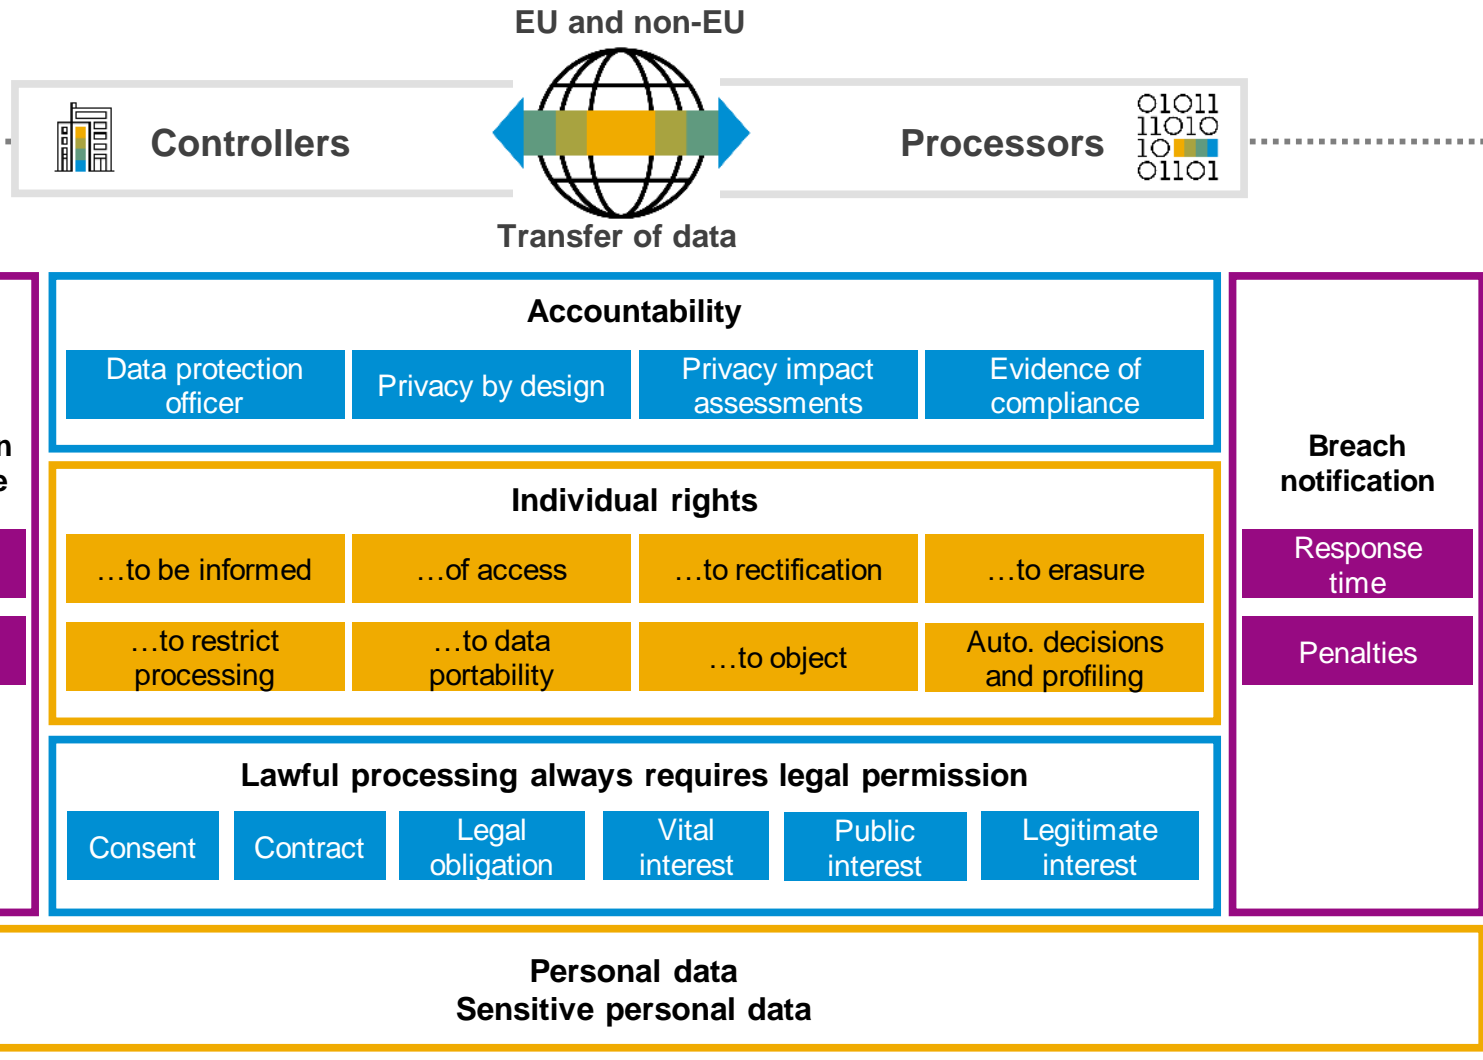 EU and non-EU
Controllers
Processors
01011
11010
10
01101
Transfer of data
Accountability
Data protection
officer
Privacy by design
Privacy impact
assessments
Evidence of
compliance
Individual rights
…to be informed
…of access
…to rectification
…to erasure
…to restrict
processing
…to data
portability
…to object
Auto. decisions
and profiling
Lawful processing always requires legal permission
Consent
Contract
Legal
obligation
Vital
interest
Public
interest
Legitimate
interest
Breach
notification
Response
time
Penalties
Personal data
Sensitive personal data